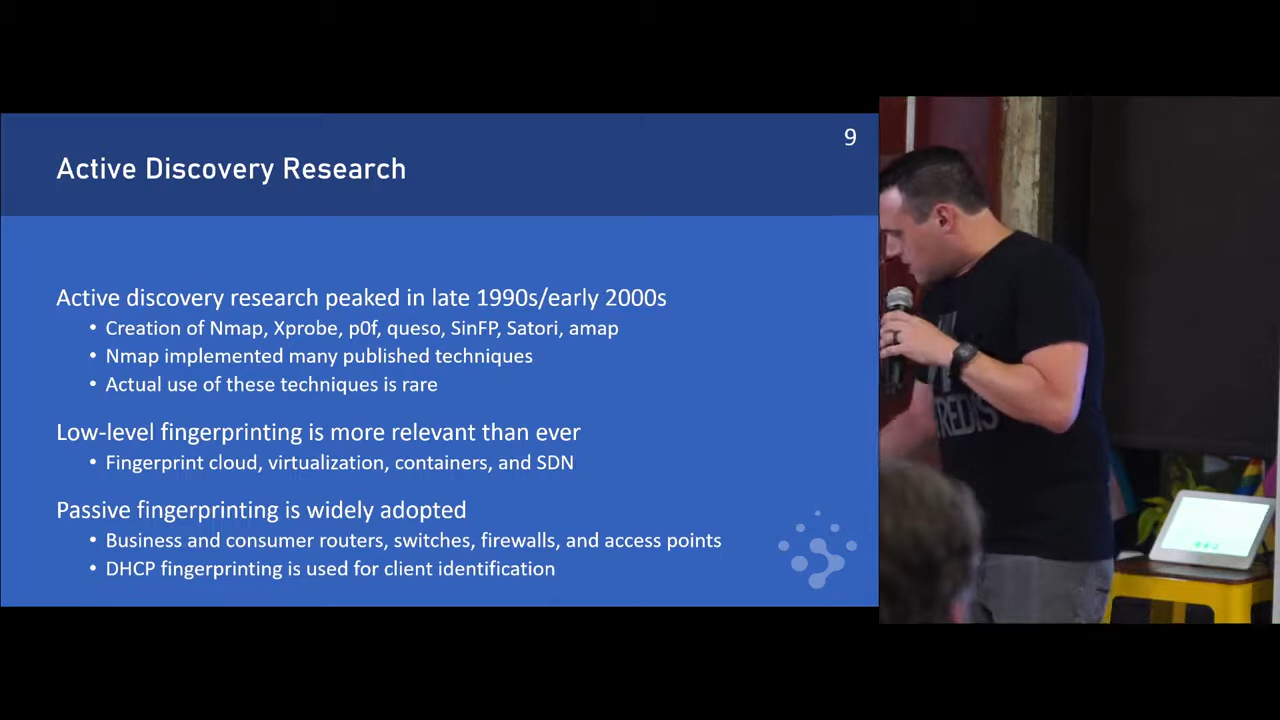 9
Active Discovery Research
Active discovery research peaked in late 1990s/early 2000s
• Creation of Nmap, Xprobe, p0f, queso, SinFP, Satori, amap
• Nmap implemented many published techniques
• Actual use of these techniques is rare
Low-level fingerprinting is more relevant than ever
• Fingerprint cloud, virtualization, containers, and SDN
Passive fingerprinting is widely adopted
• Business and consumer routers, switches, firewalls, and access points
• DHCP fingerprinting is used for client identification